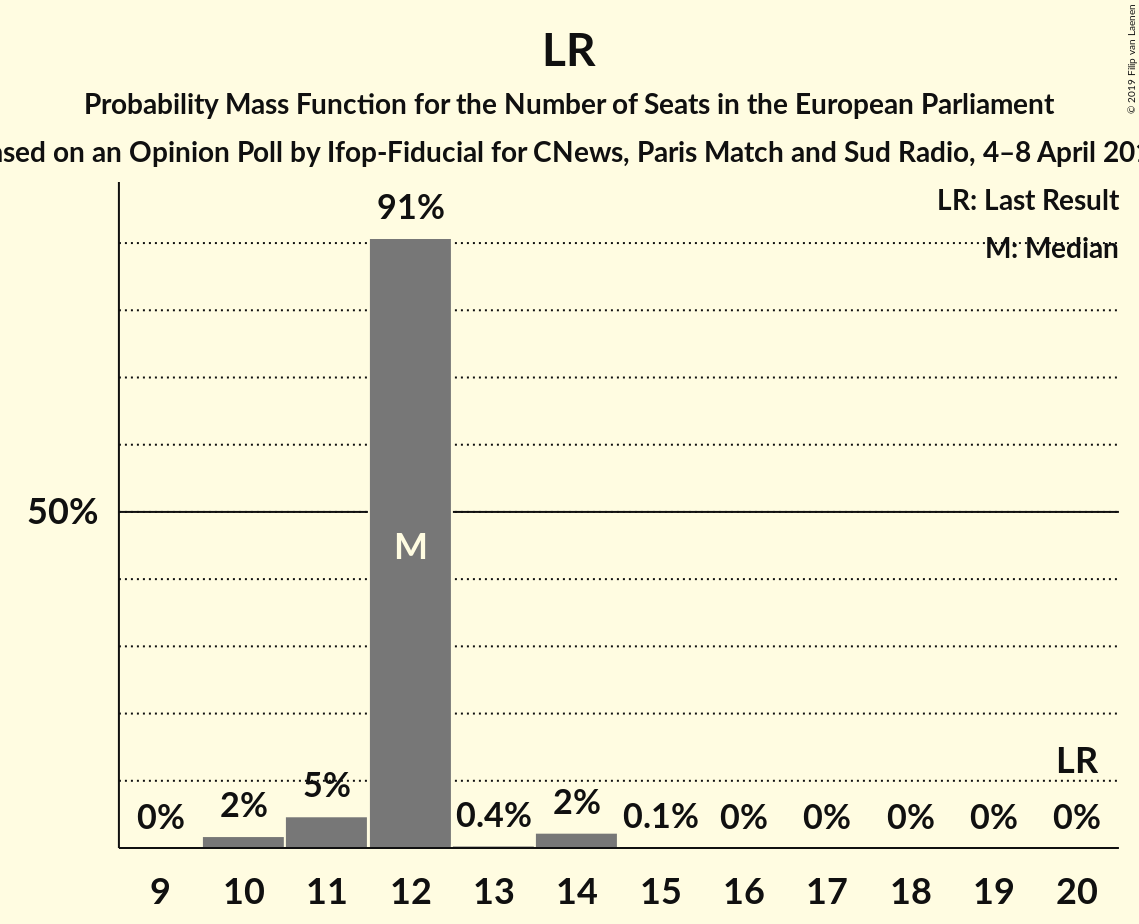 LR
Probability Mass Function for the Number of Seats in the European Parliament
on an Opinion Poll by Ifop-Fiducial for CNews, Paris Match and Sud Radio, 4–8 April
© 2019 Filip van Laenen
LR: Last Result
M: Median
91%
50%
M
LR
0% 2% 5% 0.4% 2% 0.1% 0% 0% 0% 0% 0%
9 10 11 12 13 14 15 16 17 18 19 20